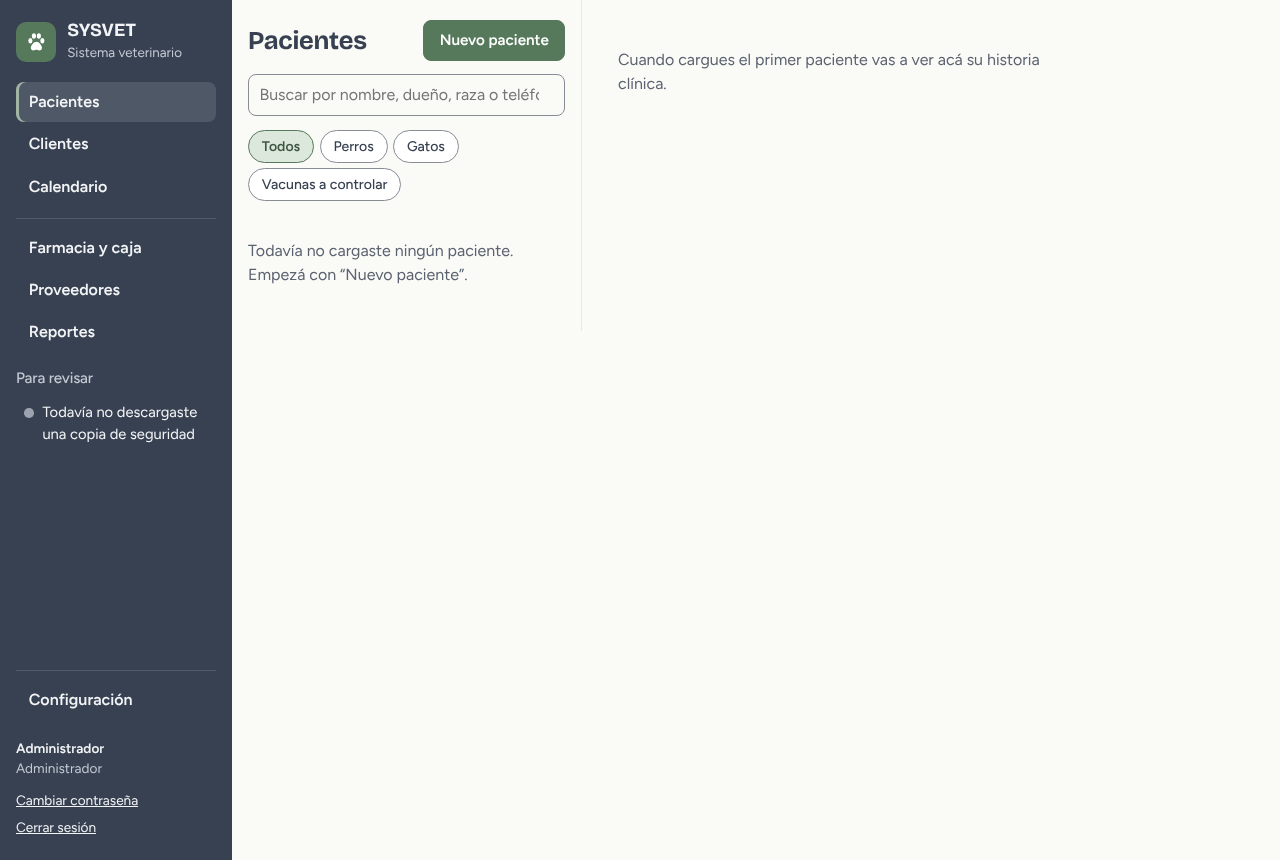 SYSVET
Sistema veterinario
Pacientes
Clientes
Calendario
Farmacia y caja
Proveedores
Reportes
Para revisar
Todavía no descargaste
una copia de seguridad
Configuración
Administrador
Administrador
Cambiar contraseña
Cerrar sesión
Pacientes
Nuevo paciente
Buscar por nombre, dueño, raza o teléfo
Todos
Perros
Gatos
Vacunas a controlar
Todavía no cargaste ningún paciente.
Empezá con “Nuevo paciente”.
Cuando cargues el primer paciente vas a ver acá su historia
clínica.